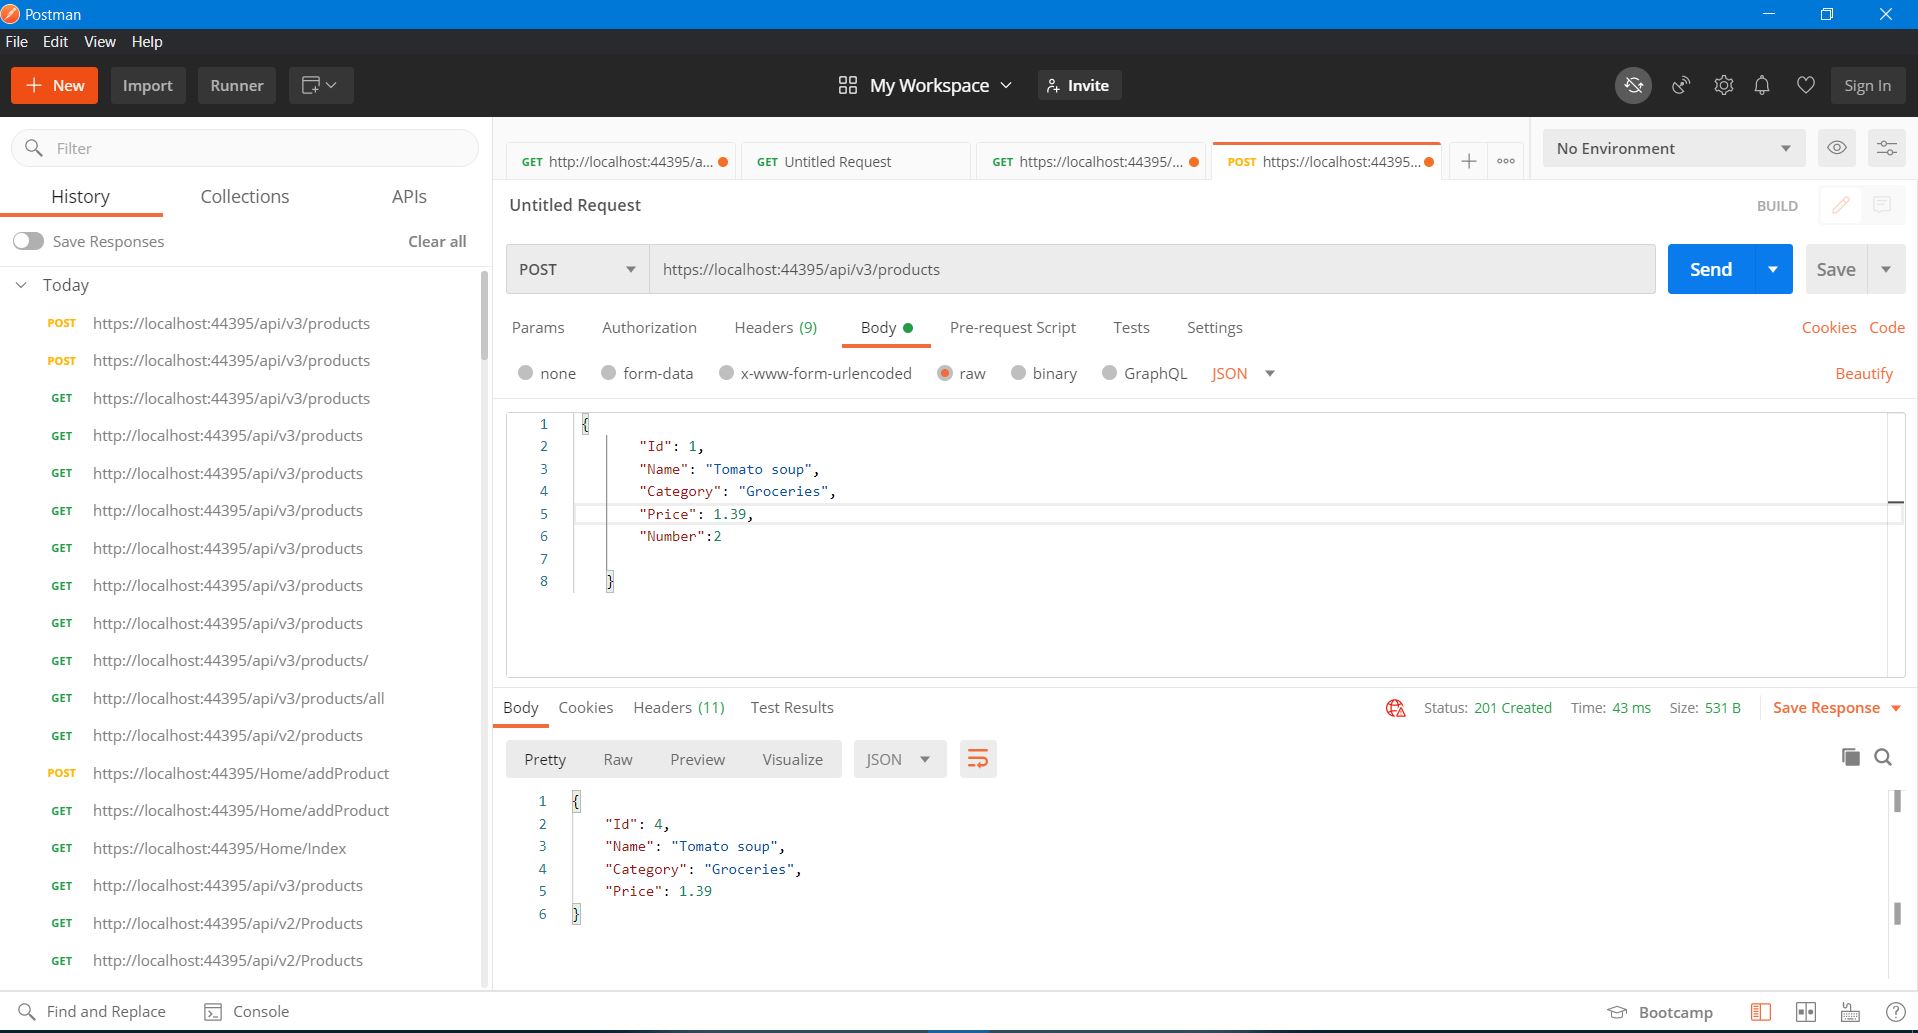 Postman
File Edit View Help
New Import Runner My Workspace Invite Sign In
Filter
History Collections APIs
Save Responses Clear all
Today
POST https://localhost:44395/api/v3/products
POST https://localhost:44395/api/v3/products
GET https://localhost:44395/api/v3/products
GET http://localhost:44395/api/v3/products
GET http://localhost:44395/api/v3/products
GET http://localhost:44395/api/v3/products
GET http://localhost:44395/api/v3/products
GET http://localhost:44395/api/v3/products
GET http://localhost:44395/api/v3/products
GET http://localhost:44395/api/v3/products/
GET http://localhost:44395/api/v3/products/all
GET http://localhost:44395/api/v2/products
POST https://localhost:44395/Home/addProduct
GET https://localhost:44395/Home/addProduct
GET https://localhost:44395/Home/Index
GET http://localhost:44395/api/v3/products
GET http://localhost:44395/api/v2/Products
GET http://localhost:44395/api/v2/Products
GET http://localhost:44395/a... GET Untitled Request GET https://localhost:44395/... POST https://localhost:44395... No Environment
Untitled Request BUILD
POST https://localhost:44395/api/v3/products Send Save
Params Authorization Headers (9) Body Pre-request Script Tests Settings Cookies Code
none form-data x-www-form-urlencoded raw binary GraphQL JSON Beautify
1 {
2 "Id": 1,
3 "Name": "Tomato soup",
4 "Category": "Groceries",
5 "Price": 1.39,
6 "Number":2
7
8 }
Body Cookies Headers (11) Test Results Status: 201 Created Time: 43 ms Size: 531 B Save Response
Pretty Raw Preview Visualize JSON
1 {
2 "Id": 4,
3 "Name": "Tomato soup",
4 "Category": "Groceries",
5 "Price": 1.39
6 }
Find and Replace Console Bootcamp